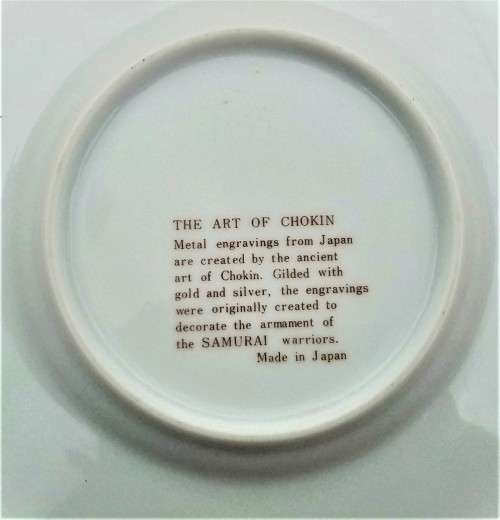 THE ART OF CHOKIN
Metal engravings from Japan
are created by the ancient
art of Chokin. Gilded with
gold and silver, the engravings
were originally created to
decorate the armament of
the SAMURAI warriors.
Made in Japan